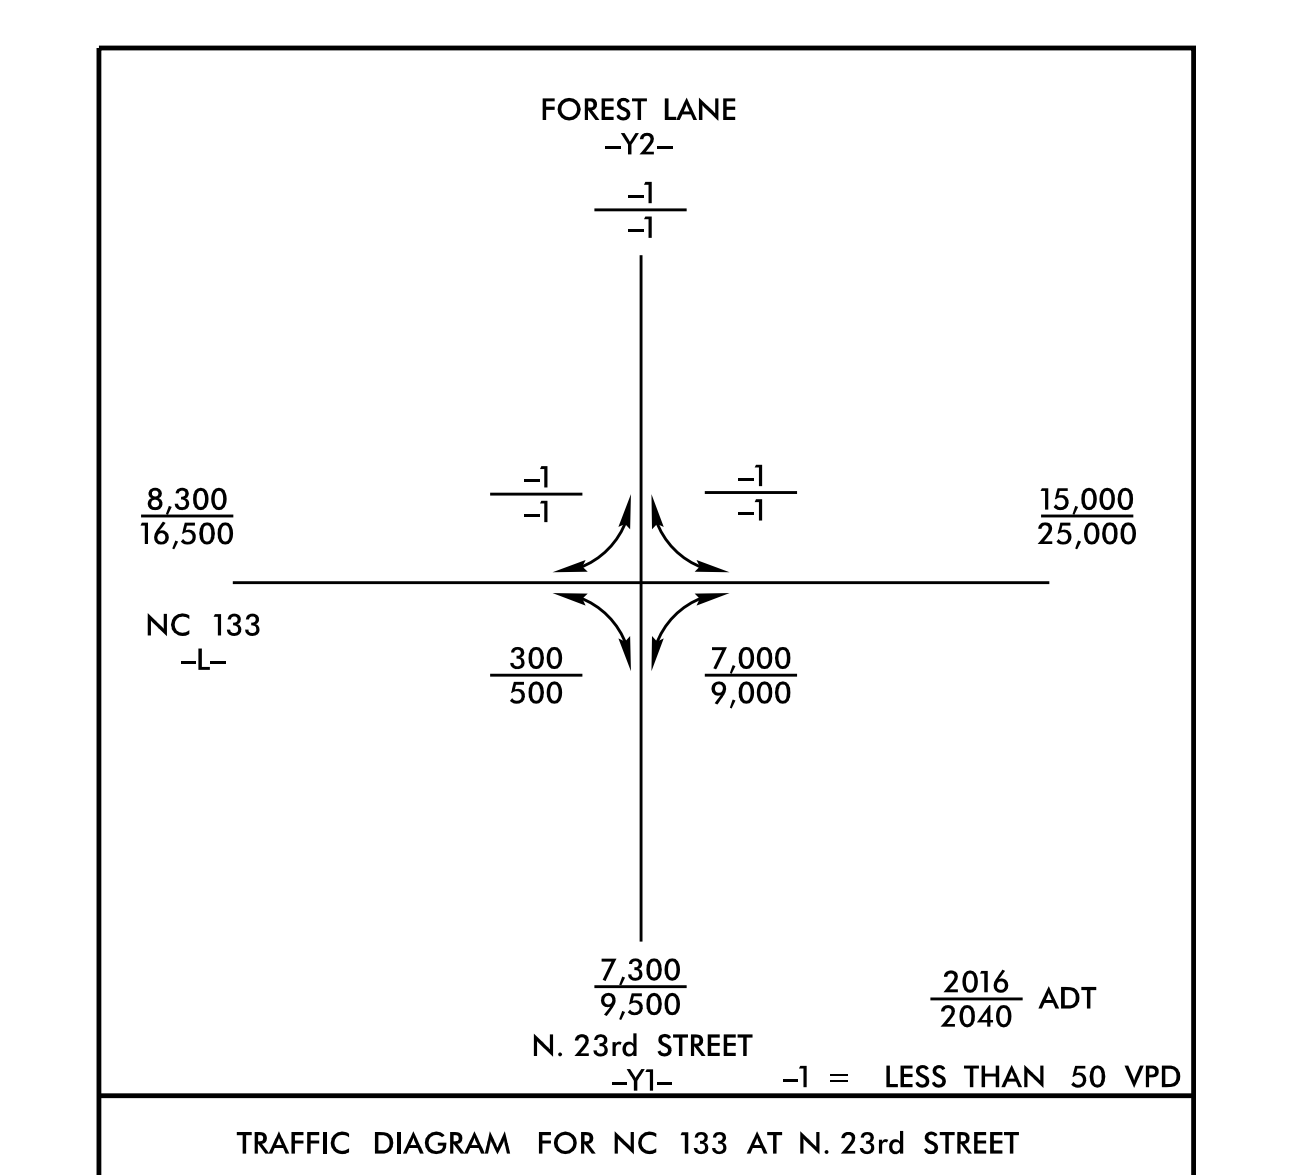 FOREST LANE
–Y2–
–1
–1
–1
–1
–1
–1
8,300
16,500
15,000
25,000
NC 133
–L–
300
500
7,000
9,000
7,300
9,500
N. 23rd STREET
–Y1–
2016
2040
ADT
–1 = LESS THAN 50 VPD
TRAFFIC DIAGRAM FOR NC 133 AT N. 23rd STREET